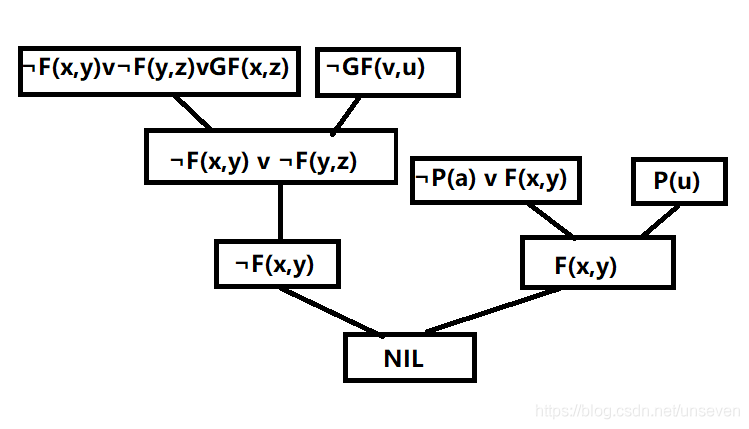 ¬F(x,y)v¬F(y,z)vGF(x,z)
¬GF(v,u)
¬F(x,y) v ¬F(y,z)
¬P(a) v F(x,y)
P(u)
¬F(x,y)
F(x,y)
NIL
https://blog.csdn.net/unseven